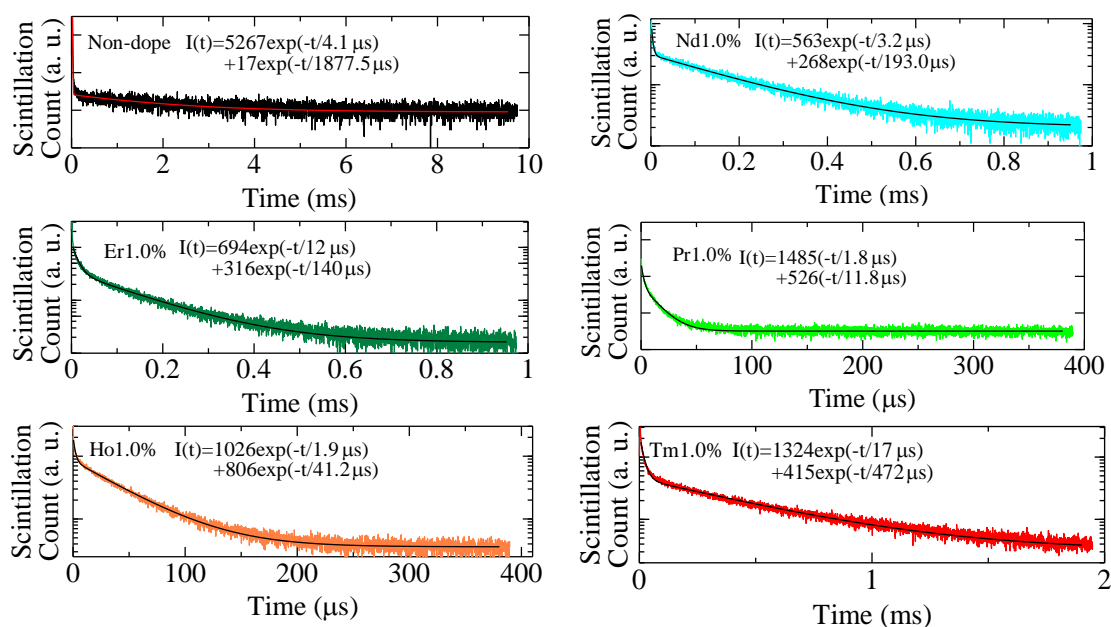 Scintillation
Count (a. u.)
Non-dope I(t)=5267exp(-t/4.1 μs)
+17exp(-t/1877.5 μs)
0 2 4 6 8 10
Time (ms)
Scintillation
Count (a. u.)
Nd1.0% I(t)=563exp(-t/3.2 μs)
+268exp(-t/193.0μs)
0 0.2 0.4 0.6 0.8 1
Time (ms)
Scintillation
Count (a. u.)
Er1.0% I(t)=694exp(-t/12 μs)
+316exp(-t/140 μs)
0 0.2 0.4 0.6 0.8 1
Time (ms)
Scintillation
Count (a. u.)
Pr1.0% I(t)=1485(-t/1.8 μs)
+526(-t/11.8 μs)
0 100 200 300 400
Time (μs)
Scintillation
Count (a. u.)
Ho1.0% I(t)=1026exp(-t/1.9 μs)
+806exp(-t/41.2 μs)
0 100 200 300 400
Time (μs)
Scintillation
Count (a. u.)
Tm1.0% I(t)=1324exp(-t/17 μs)
+415exp(-t/472 μs)
0 1 2
Time (ms)